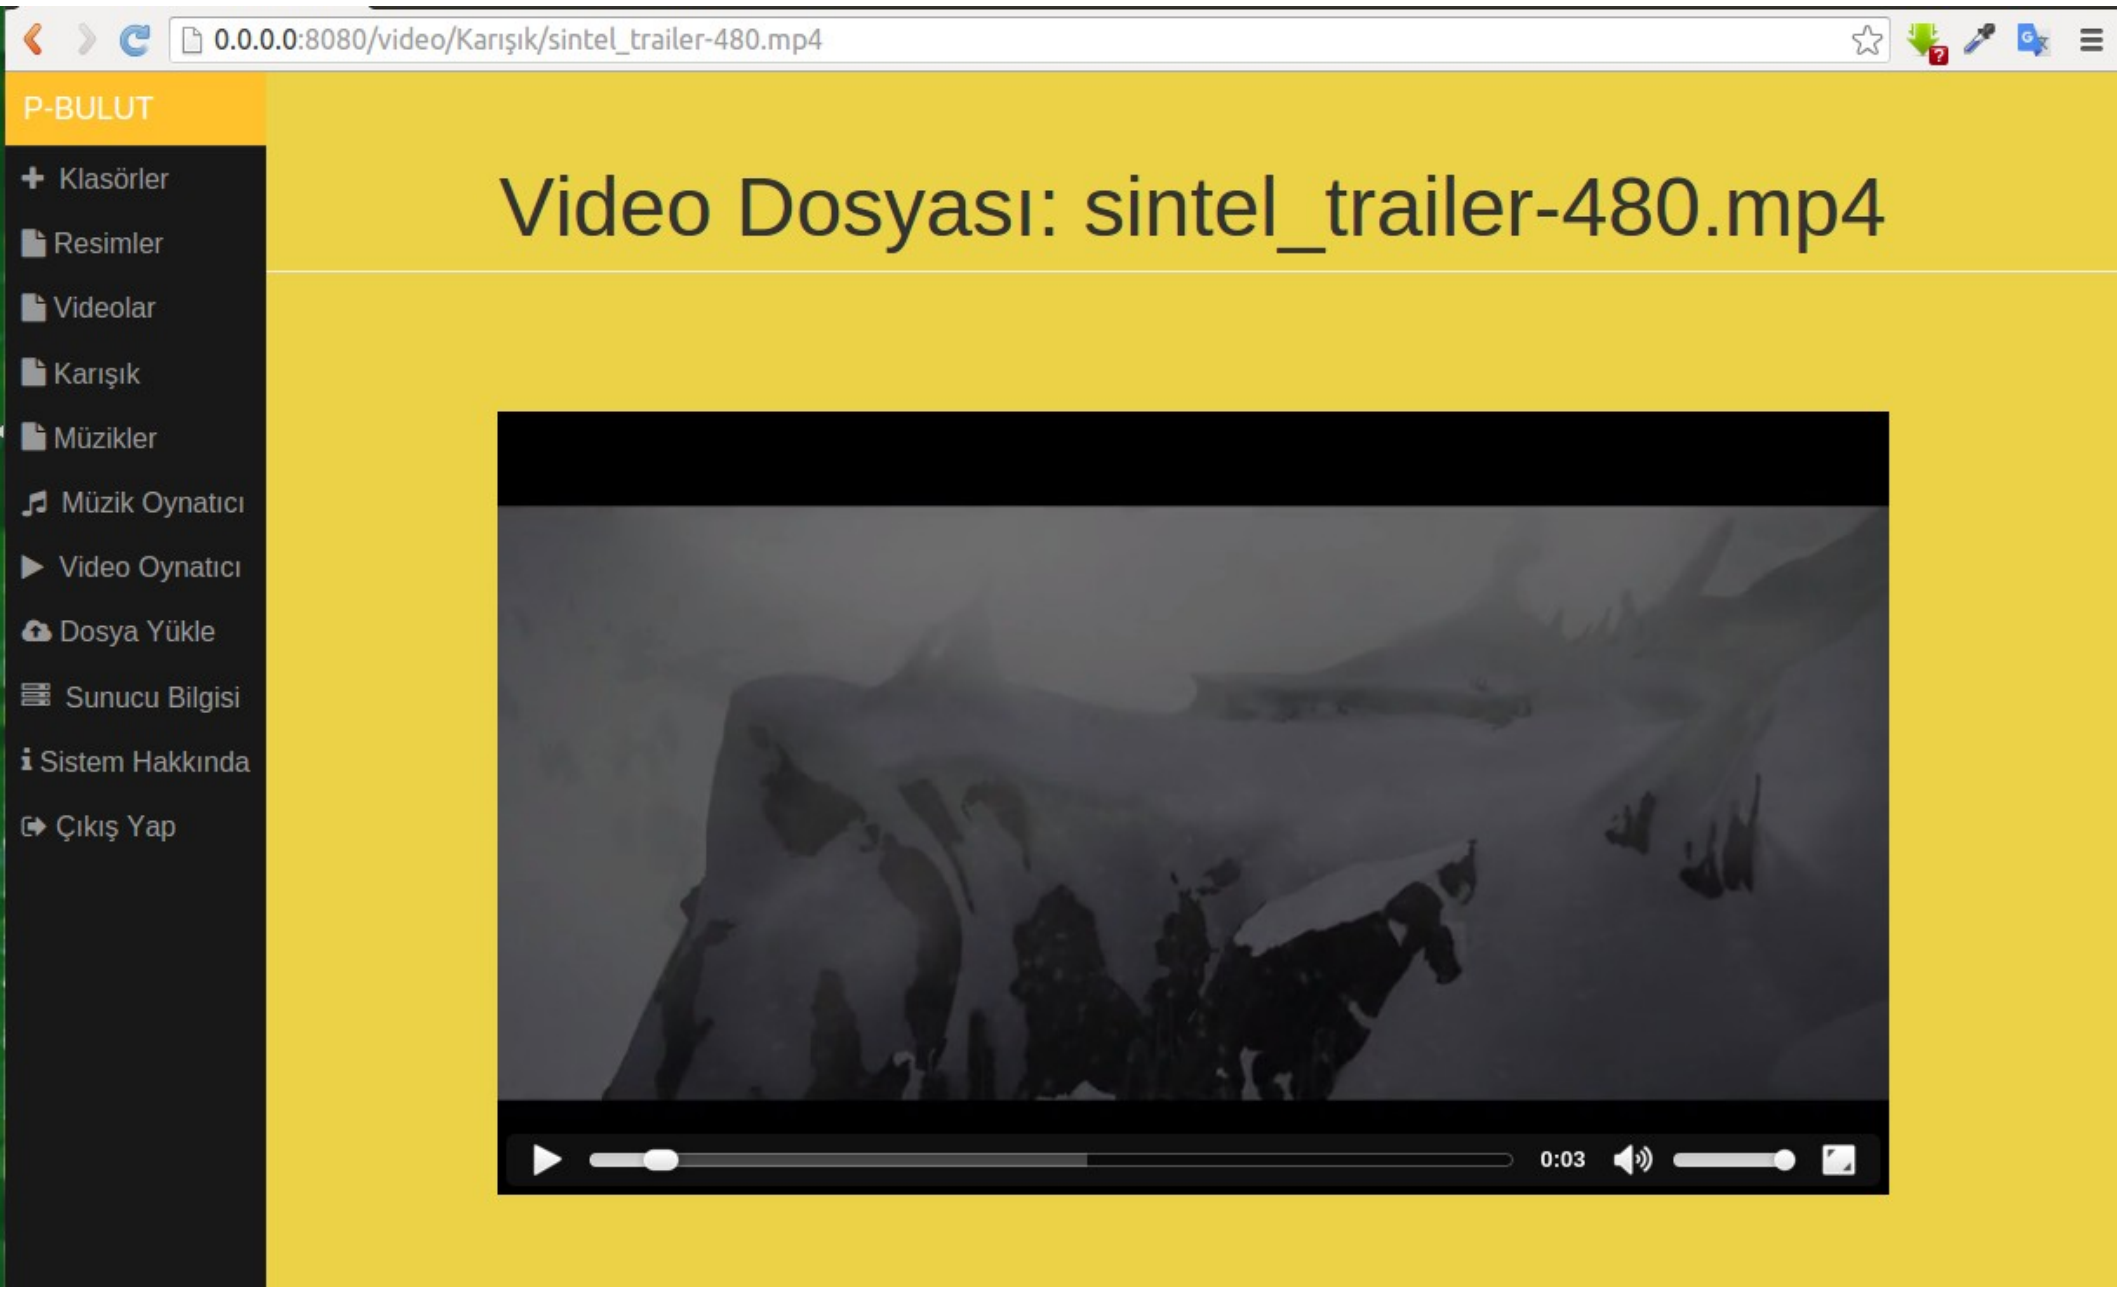 0.0.0.0:8080/video/Karışık/sintel_trailer-480.mp4
P-BULUT
Klasörler
Resimler
Videolar
Karışık
Müzikler
Müzik Oynatıcı
Video Oynatıcı
Dosya Yükle
Sunucu Bilgisi
Sistem Hakkında
Çıkış Yap
Video Dosyası: sintel_trailer-480.mp4
0:03